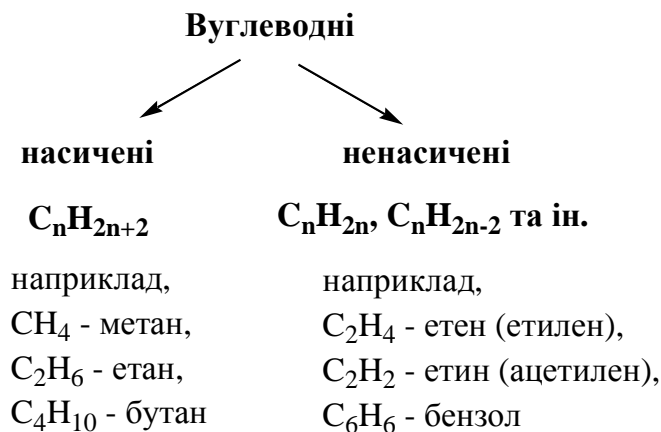 Вуглеводні
насичені
CₙH₂ₙ₊₂
наприклад,
CH₄ - метан,
C₂H₆ - етан,
C₄H₁₀ - бутан
ненасичені
CₙH₂ₙ, CₙH₂ₙ₋₂ та ін.
наприклад,
C₂H₄ - етен (етилен),
C₂H₂ - етин (ацетилен),
C₆H₆ - бензол